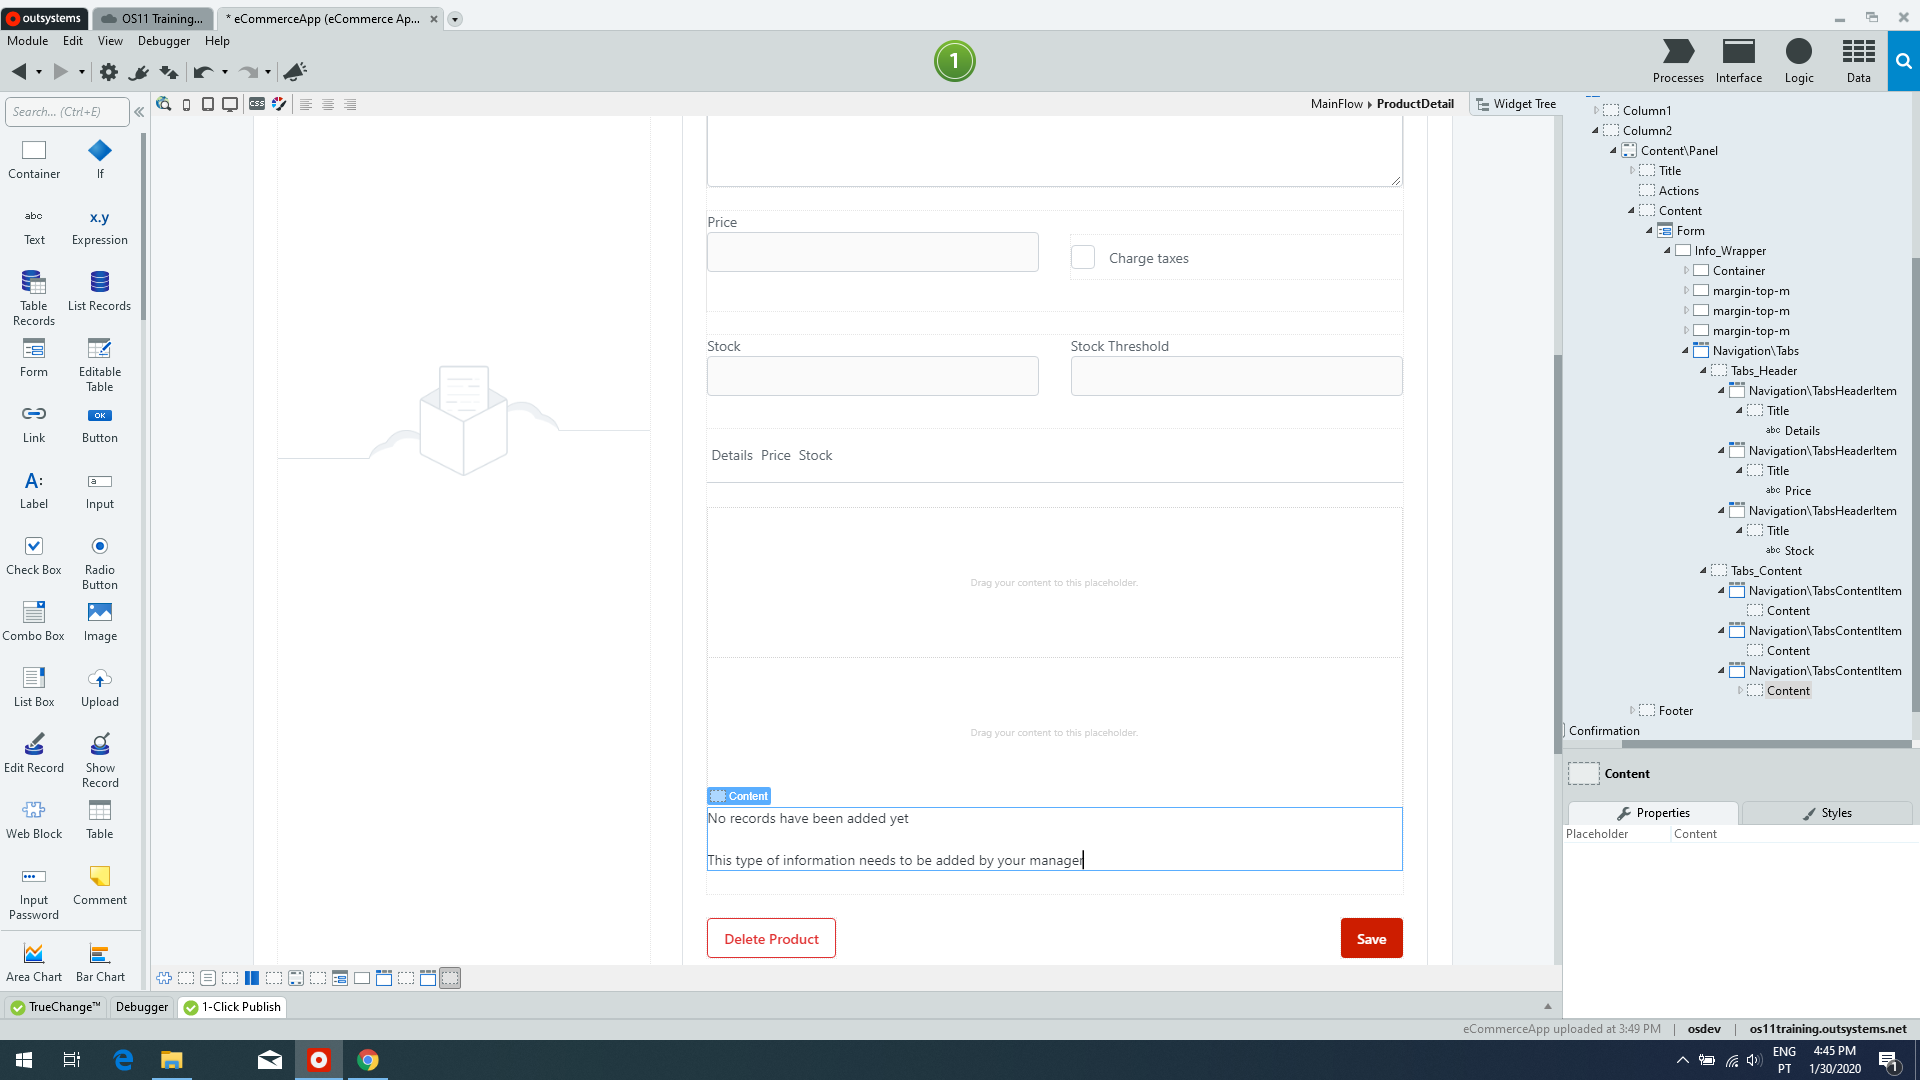 outsystems
OS11 Training...
* eCommerceApp (eCommerce Ap...
Module Edit View Debugger Help
1
Processes Interface Logic Data
Search... (Ctrl+E)
MainFlow ProductDetail
Widget Tree
Container If
abc x.y
Text Expression
Table Records List Records
Form Editable Table
OK
Link Button
A: a
Label Input
Check Box Radio Button
Combo Box Image
List Box Upload
Edit Record Show Record
Web Block Table
Input Password Comment
Area Chart Bar Chart
css
Price
Charge taxes
Stock Stock Threshold
Details Price Stock
Drag your content to this placeholder.
Drag your content to this placeholder.
Content
No records have been added yet
This type of information needs to be added by your manager
Delete Product Save
Column1
Column2
Content\Panel
Title
Actions
Content
Form
Info_Wrapper
Container
margin-top-m
margin-top-m
margin-top-m
Navigation\Tabs
Tabs_Header
Navigation\TabsHeaderItem
Title
abc Details
Navigation\TabsHeaderItem
Title
abc Price
Navigation\TabsHeaderItem
Title
abc Stock
Tabs_Content
Navigation\TabsContentItem
Content
Navigation\TabsContentItem
Content
Navigation\TabsContentItem
Content
Footer
Confirmation
Content
Properties Styles
Placeholder Content
TrueChange™ Debugger 1-Click Publish
eCommerceApp uploaded at 3:49 PM | osdev | os11training.outsystems.net
ENG
PT
4:45 PM
1/30/2020
1